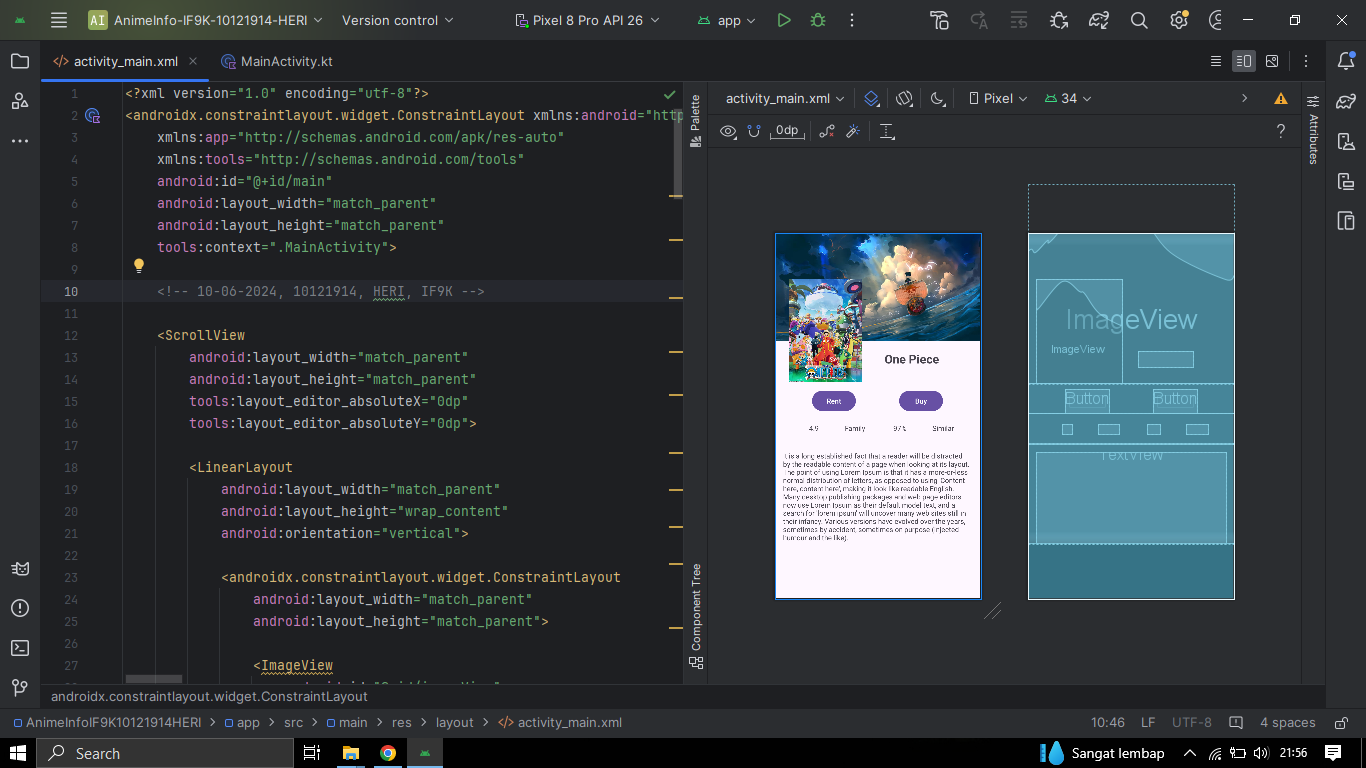 AI AnimeInfo-IF9K-10121914-HERI Version control Pixel 8 Pro API 26 app
activity_main.xml MainActivity.kt
1 <?xml version="1.0" encoding="utf-8"?>
2 <androidx.constraintlayout.widget.ConstraintLayout xmlns:android="http
3 xmlns:app="http://schemas.android.com/apk/res-auto"
4 xmlns:tools="http://schemas.android.com/tools"
5 android:id="@+id/main"
6 android:layout_width="match_parent"
7 android:layout_height="match_parent"
8 tools:context=".MainActivity">
9
10 <!-- 10-06-2024, 10121914, HERI, IF9K -->
11
12 <ScrollView
13 android:layout_width="match_parent"
14 android:layout_height="match_parent"
15 tools:layout_editor_absoluteX="0dp"
16 tools:layout_editor_absoluteY="0dp">
17
18 <LinearLayout
19 android:layout_width="match_parent"
20 android:layout_height="wrap_content"
21 android:orientation="vertical">
22
23 <androidx.constraintlayout.widget.ConstraintLayout
24 android:layout_width="match_parent"
25 android:layout_height="match_parent">
26
27 <ImageView
androidx.constraintlayout.widget.ConstraintLayout
Palette
Component Tree
activity_main.xml Pixel 34
0dp ?
Attributes
One Piece
Rent Buy
4.9 Family 97% Similar
It is a long established fact that a reader will be distracted
by the readable content of a page when looking at its layout.
The point of using Lorem Ipsum is that it has a more-or-less
normal distribution of letters, as opposed to using 'Content
here, content here', making it look like readable English.
Many desktop publishing packages and web page editors
now use Lorem Ipsum as their default model text, and a
search for 'lorem ipsum' will uncover many web sites still in
their infancy. Various versions have evolved over the years,
sometimes by accident, sometimes on purpose (injected
humour and the like).
ImageView
ImageView
Button Button
TextView
AnimeInfoIF9K10121914HERI > app > src > main > res > layout > activity_main.xml 10:46 LF UTF-8 4 spaces
Search Sangat lembap 21:56